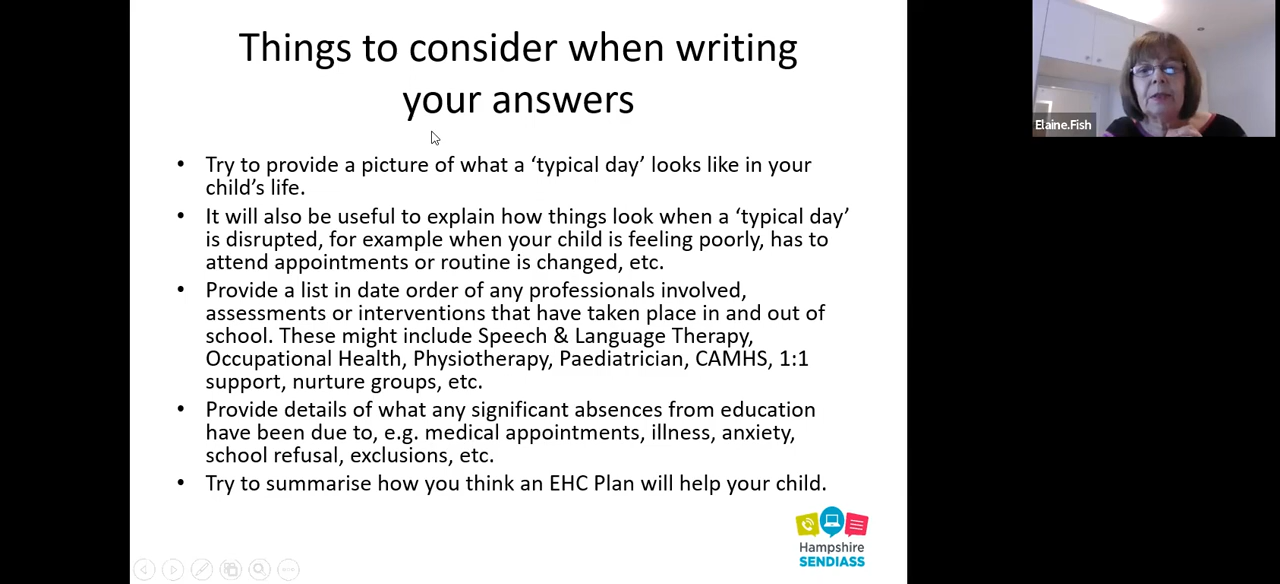 Things to consider when writing
your answers
• Try to provide a picture of what a ‘typical day’ looks like in your
child’s life.
• It will also be useful to explain how things look when a ‘typical day’
is disrupted, for example when your child is feeling poorly, has to
attend appointments or routine is changed, etc.
• Provide a list in date order of any professionals involved,
assessments or interventions that have taken place in and out of
school. These might include Speech & Language Therapy,
Occupational Health, Physiotherapy, Paediatrician, CAMHS, 1:1
support, nurture groups, etc.
• Provide details of what any significant absences from education
have been due to, e.g. medical appointments, illness, anxiety,
school refusal, exclusions, etc.
• Try to summarise how you think an EHC Plan will help your child.
Hampshire
SENDIASS
Elaine.Fish